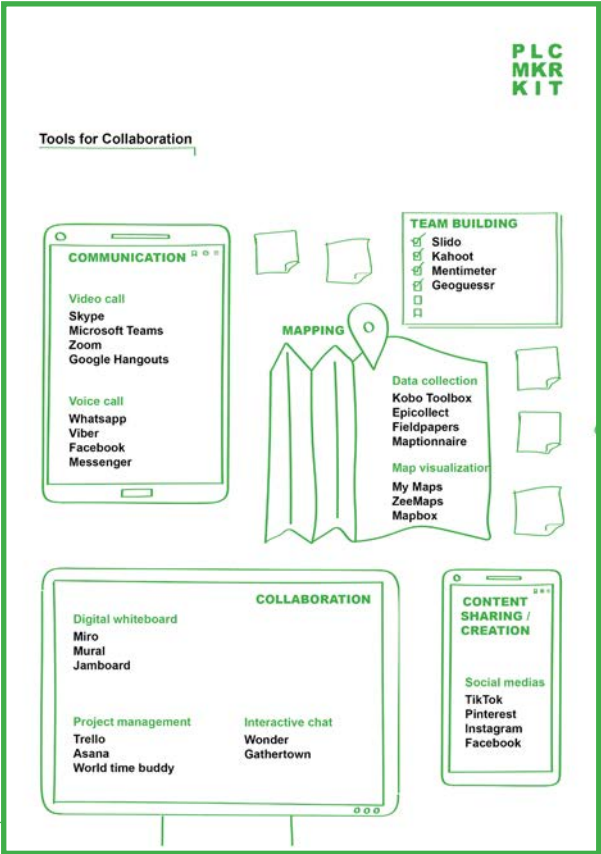 PLC
MKR
KIT
Tools for Collaboration
COMMUNICATION
Video call
Skype
Microsoft Teams
Zoom
Google Hangouts
Voice call
Whatsapp
Viber
Facebook
Messenger
TEAM BUILDING
Slido
Kahoot
Mentimeter
Geoguessr
MAPPING
Data collection
Kobo Toolbox
Epicollect
Fieldpapers
Maptionnaire
Map visualization
My Maps
ZeeMaps
Mapbox
COLLABORATION
Digital whiteboard
Miro
Mural
Jamboard
Project management
Trello
Asana
World time buddy
Interactive chat
Wonder
Gathertown
CONTENT
SHARING /
CREATION
Social medias
TikTok
Pinterest
Instagram
Facebook